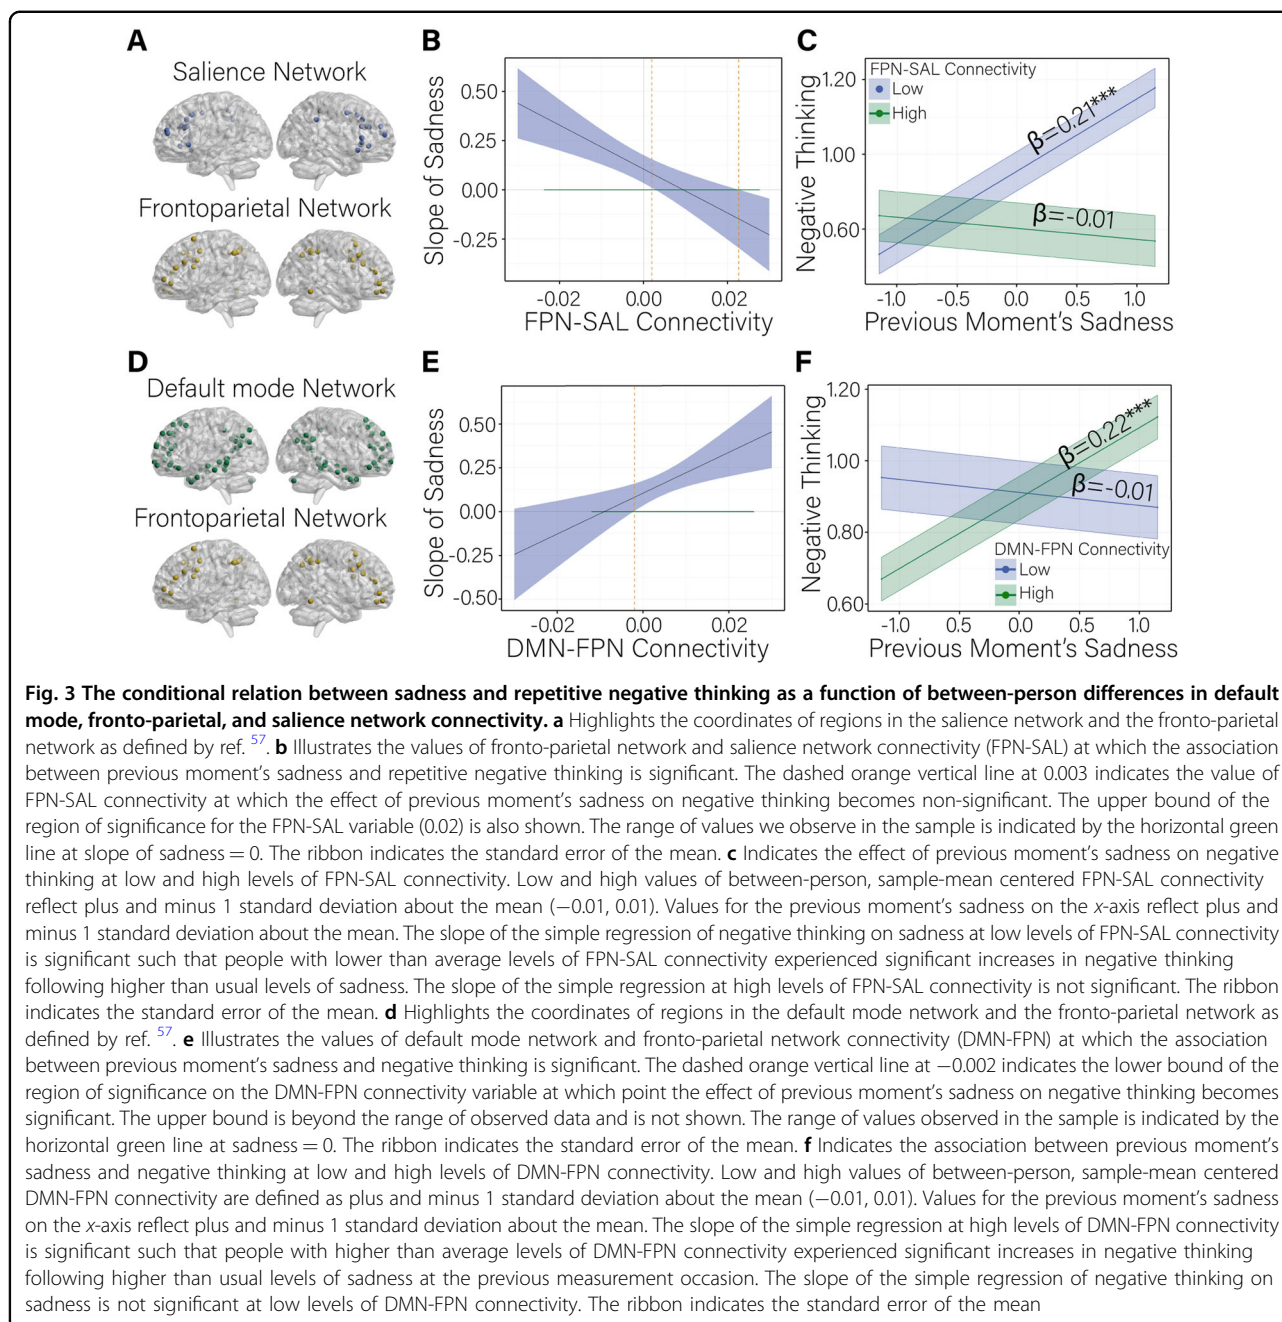 A
Salience Network
Frontoparietal Network
B
Slope of Sadness
0.50
0.25
0.00
-0.25
-0.02
0.00
0.02
FPN-SAL Connectivity
C
Negative Thinking
1.20
1.00
0.60
FPN-SAL Connectivity
Low
High
β=0.21***
β=-0.01
-1.0
-0.5
0.0
0.5
1.0
Previous Moment's Sadness
D
Default mode Network
Frontoparietal Network
E
Slope of Sadness
0.50
0.25
0.00
-0.25
-0.50
-0.02
0.00
0.02
DMN-FPN Connectivity
F
Negative Thinking
1.20
1.00
0.80
0.60
β=0.22***
β=-0.01
DMN-FPN Connectivity
Low
High
-1.0
0.5
0.0
0.5
1.0
Previous Moment's Sadness
Fig. 3 The conditional relation between sadness and repetitive negative thinking as a function of between-person differences in default
mode, fronto-parietal, and salience network connectivity. a Highlights the coordinates of regions in the salience network and the fronto-parietal
network as defined by ref. 57. b Illustrates the values of fronto-parietal network and salience network connectivity (FPN-SAL) at which the association
between previous moment's sadness and repetitive negative thinking is significant. The dashed orange vertical line at 0.003 indicates the value of
FPN-SAL connectivity at which the effect of previous moment's sadness on negative thinking becomes non-significant. The upper bound of the
region of significance for the FPN-SAL variable (0.02) is also shown. The range of values we observe in the sample is indicated by the horizontal green
line at slope of sadness = 0. The ribbon indicates the standard error of the mean. c Indicates the effect of previous moment's sadness on negative
thinking at low and high levels of FPN-SAL connectivity. Low and high values of between-person, sample-mean centered FPN-SAL connectivity
reflect plus and minus 1 standard deviation about the mean (−0.01, 0.01). Values for the previous moment's sadness on the x-axis reflect plus and
minus 1 standard deviation about the mean. The slope of the simple regression of negative thinking on sadness at low levels of FPN-SAL connectivity
is significant such that people with lower than average levels of FPN-SAL connectivity experienced significant increases in negative thinking
following higher than usual levels of sadness. The slope of the simple regression at high levels of FPN-SAL connectivity is not significant. The ribbon
indicates the standard error of the mean. d Highlights the coordinates of regions in the default mode network and the fronto-parietal network as
defined by ref. 57. e Illustrates the values of default mode network and fronto-parietal network connectivity (DMN-FPN) at which the association
between previous moment's sadness and negative thinking is significant. The dashed orange vertical line at −0.002 indicates the lower bound of the
region of significance on the DMN-FPN connectivity variable at which point the effect of previous moment's sadness on negative thinking becomes
significant. The upper bound is beyond the range of observed data and is not shown. The range of values observed in the sample is indicated by the
horizontal green line at sadness = 0. The ribbon indicates the standard error of the mean. f Indicates the association between previous moment's
sadness and negative thinking at low and high levels of DMN-FPN connectivity. Low and high values of between-person, sample-mean centered
DMN-FPN connectivity are defined as plus and minus 1 standard deviation about the mean (−0.01, 0.01). Values for the previous moment's sadness
on the x-axis reflect plus and minus 1 standard deviation about the mean. The slope of the simple regression at high levels of DMN-FPN connectivity
is significant such that people with higher than average levels of DMN-FPN connectivity experienced significant increases in negative thinking
following higher than usual levels of sadness at the previous measurement occasion. The slope of the simple regression of negative thinking on
sadness is not significant at low levels of DMN-FPN connectivity. The ribbon indicates the standard error of the mean